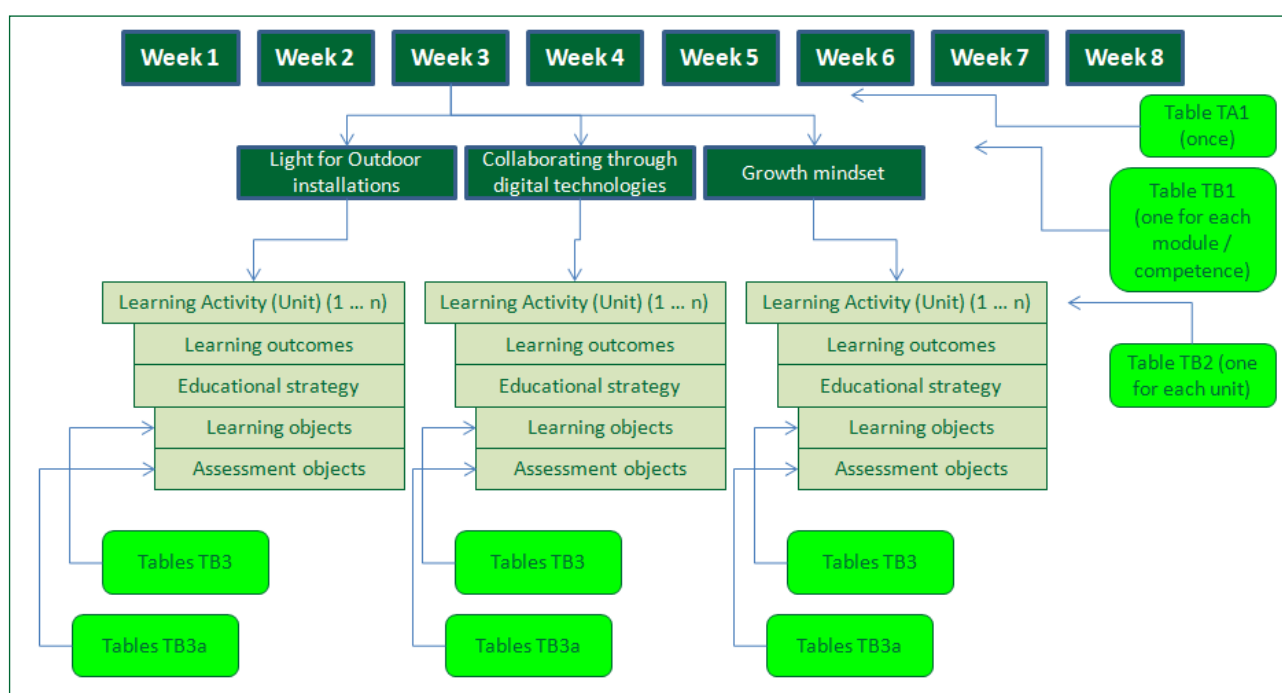 Week 1
Week 2
Week 3
Week 4
Week 5
Week 6
Week 7
Week 8
Table TA1
(once)
Light for Outdoor
installations
Collaborating through
digital technologies
Growth mindset
Table TB1
(one for each
module /
competence)
Learning Activity (Unit) (1 ... n)
Learning outcomes
Educational strategy
Learning objects
Assessment objects
Learning Activity (Unit) (1 ... n)
Learning outcomes
Educational strategy
Learning objects
Assessment objects
Learning Activity (Unit) (1 ... n)
Learning outcomes
Educational strategy
Learning objects
Assessment objects
Table TB2 (one
for each unit)
Tables TB3
Tables TB3
Tables TB3
Tables TB3a
Tables TB3a
Tables TB3a